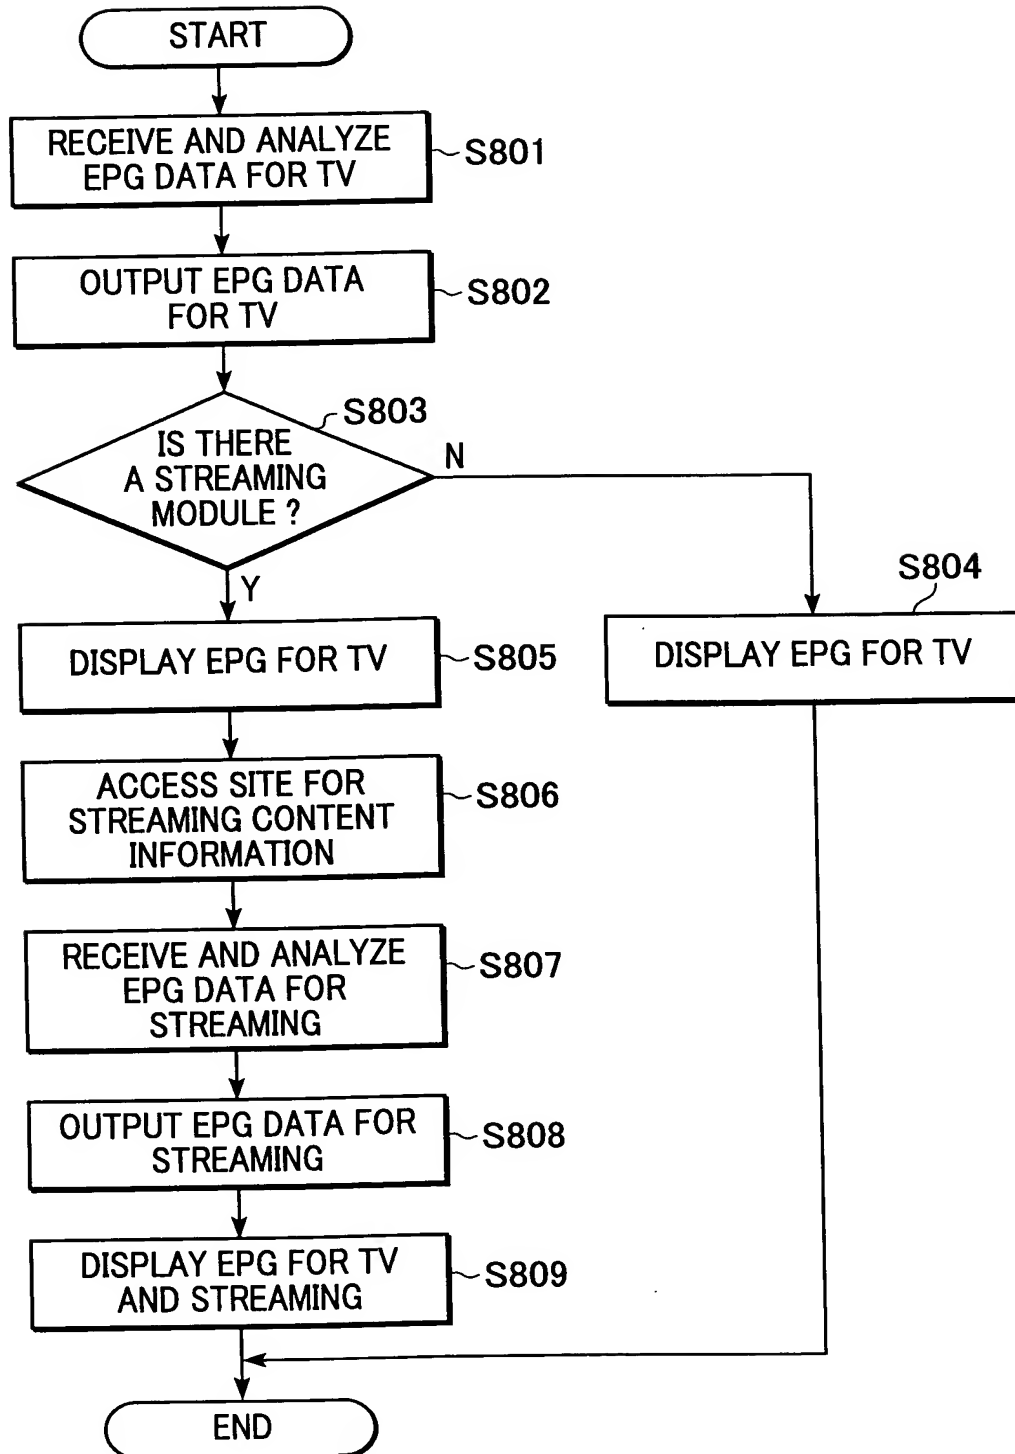 START
RECEIVE AND ANALYZE
EPG DATA FOR TV
S801
OUTPUT EPG DATA
FOR TV
S802
S803
IS THERE
A STREAMING
MODULE ?
N
Y
S804
DISPLAY EPG FOR TV
DISPLAY EPG FOR TV
S805
ACCESS SITE FOR
STREAMING CONTENT
INFORMATION
S806
RECEIVE AND ANALYZE
EPG DATA FOR
STREAMING
S807
OUTPUT EPG DATA FOR
STREAMING
S808
DISPLAY EPG FOR TV
AND STREAMING
S809
END